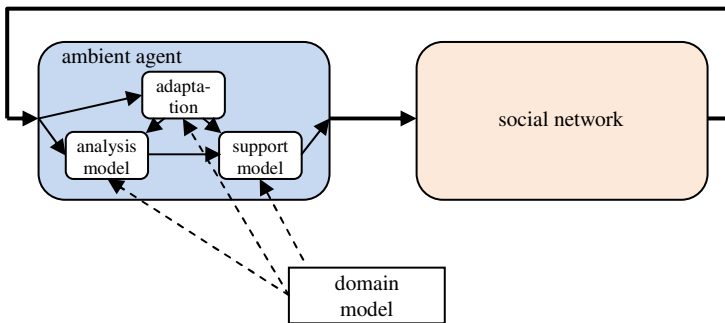 ambient agent
adapta-
tion
analysis
model
support
model
social network
domain
model